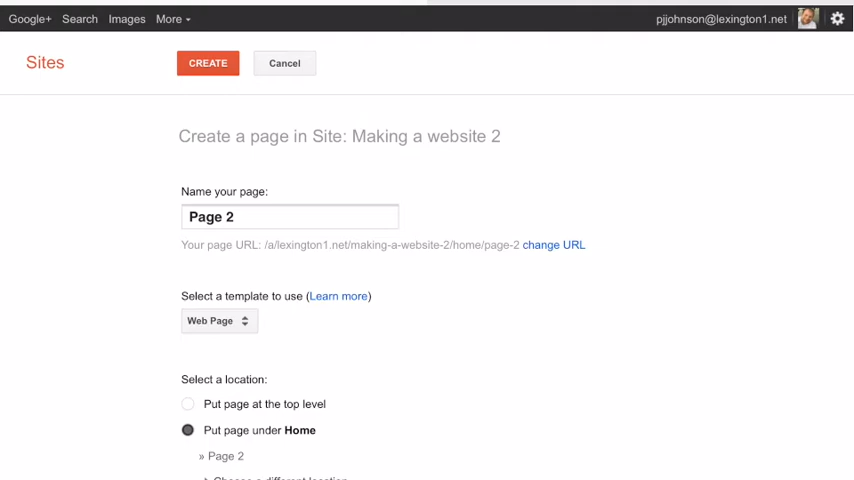 Google+ Search Images More pjjohnson@lexington1.net
Sites CREATE Cancel
Create a page in Site: Making a website 2
Name your page:
Page 2
Your page URL: /a/lexington1.net/making-a-website-2/home/page-2 change URL
Select a template to use (Learn more)
Web Page
Select a location:
Put page at the top level
Put page under Home
» Page 2
Choose a different location